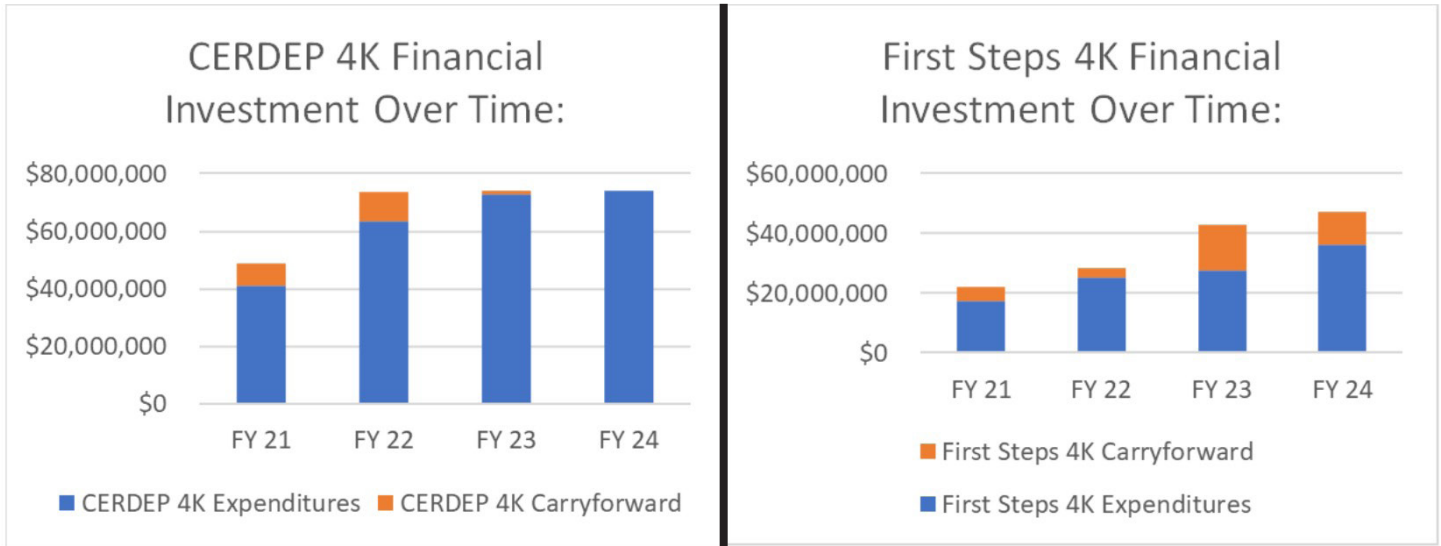 CERDEP 4K Financial
Investment Over Time:
$80,000,000
$60,000,000
$40,000,000
$20,000,000
$0
FY 21 FY 22 FY 23 FY 24
CERDEP 4K Expenditures CERDEP 4K Carryforward
First Steps 4K Financial
Investment Over Time:
$60,000,000
$40,000,000
$20,000,000
$0
FY 21 FY 22 FY 23 FY 24
First Steps 4K Carryforward
First Steps 4K Expenditures